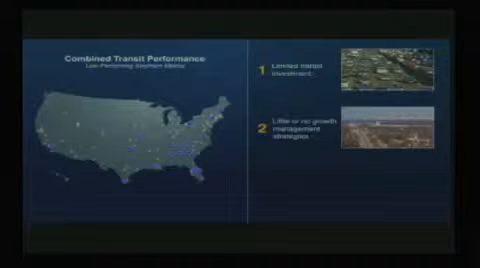 Combined Transit Performance
Low-Performing Southern Metros
1
Limited transit
investment
2
Little or no growth
management
strategies